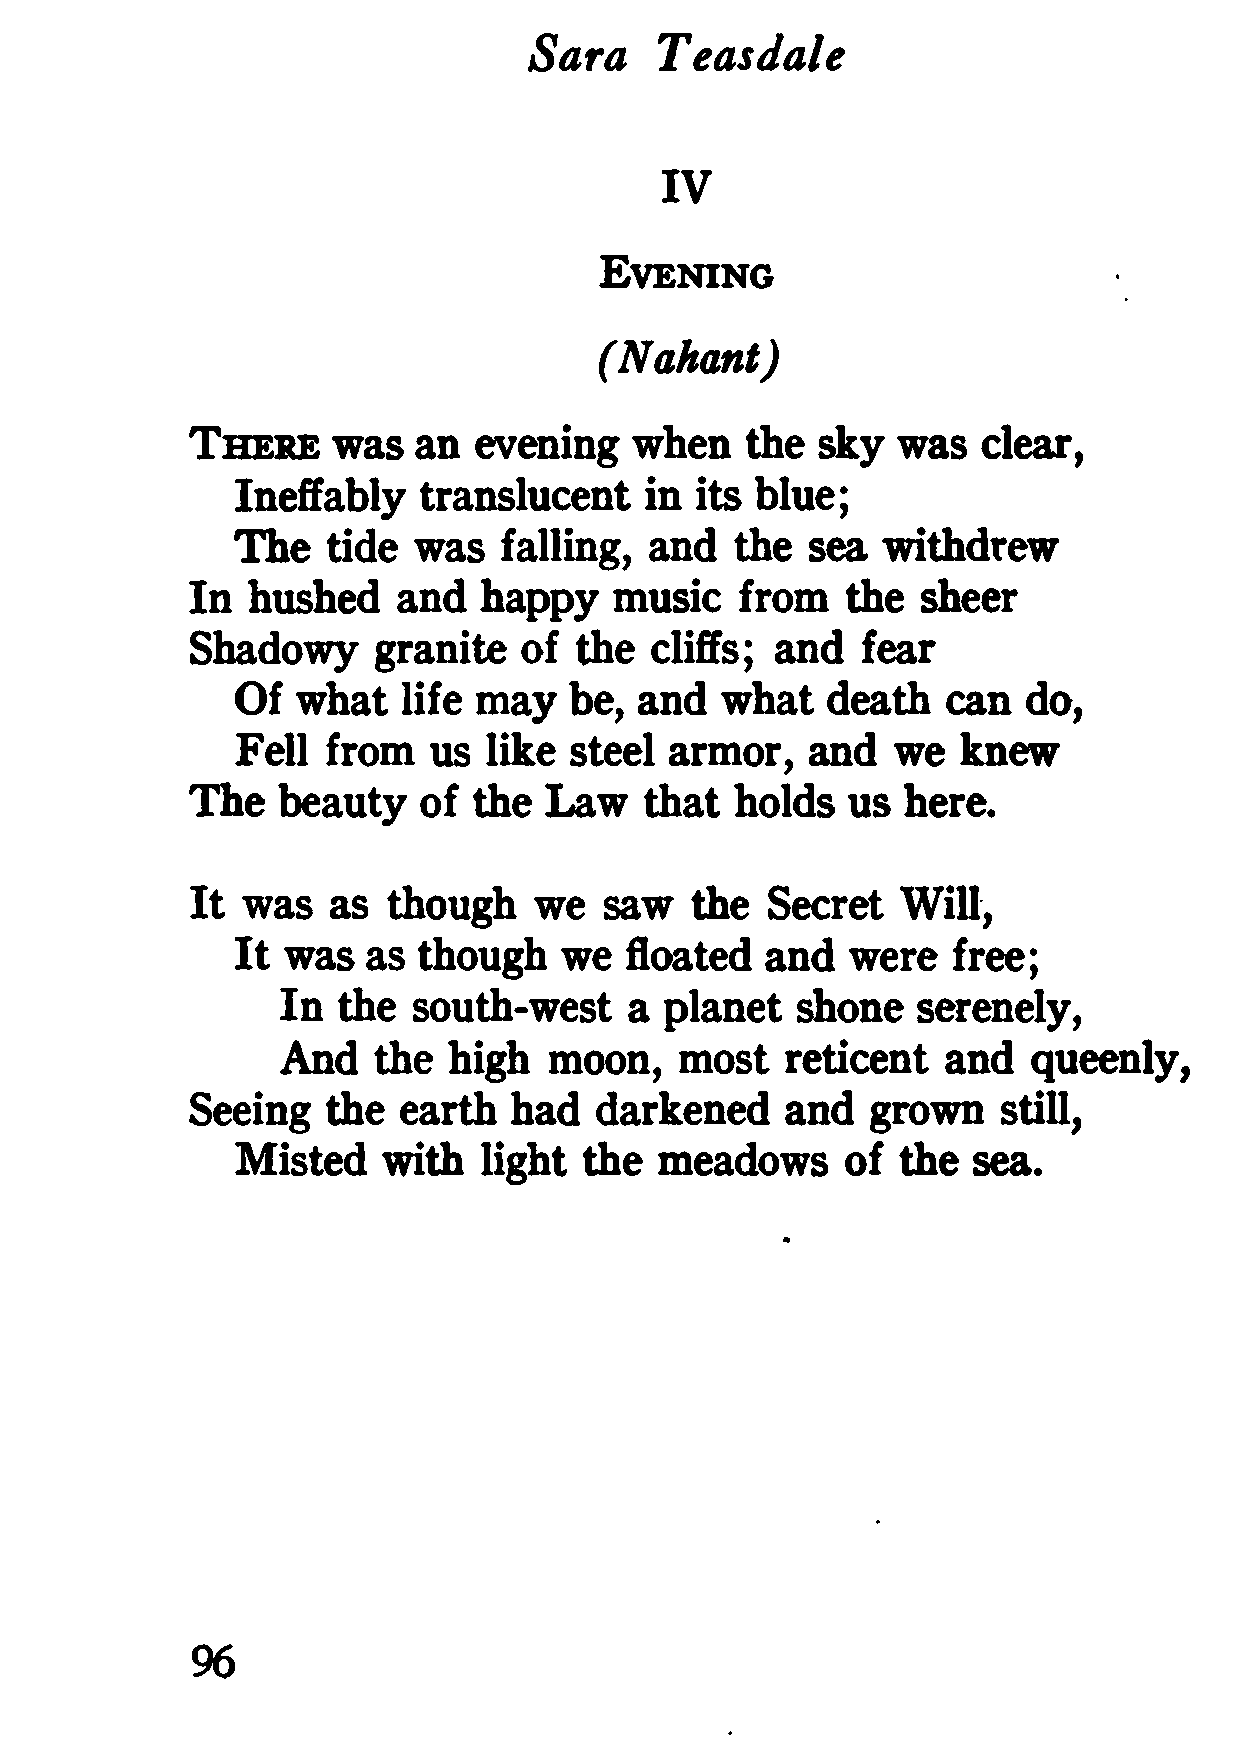 Sara Teasdale
IV
EVENING
(Nahant)
THERE was an evening when the sky was clear,
Ineffably translucent in its blue;
The tide was falling, and the sea withdrew
In hushed and happy music from the sheer
Shadowy granite of the cliffs; and fear
Of what life may be, and what death can do,
Fell from us like steel armor, and we knew
The beauty of the Law that holds us here.
It was as though we saw the Secret Will,
It was as though we floated and were free;
In the south-west a planet shone serenely,
And the high moon, most reticent and queenly,
Seeing the earth had darkened and grown still,
Misted with light the meadows of the sea.
96